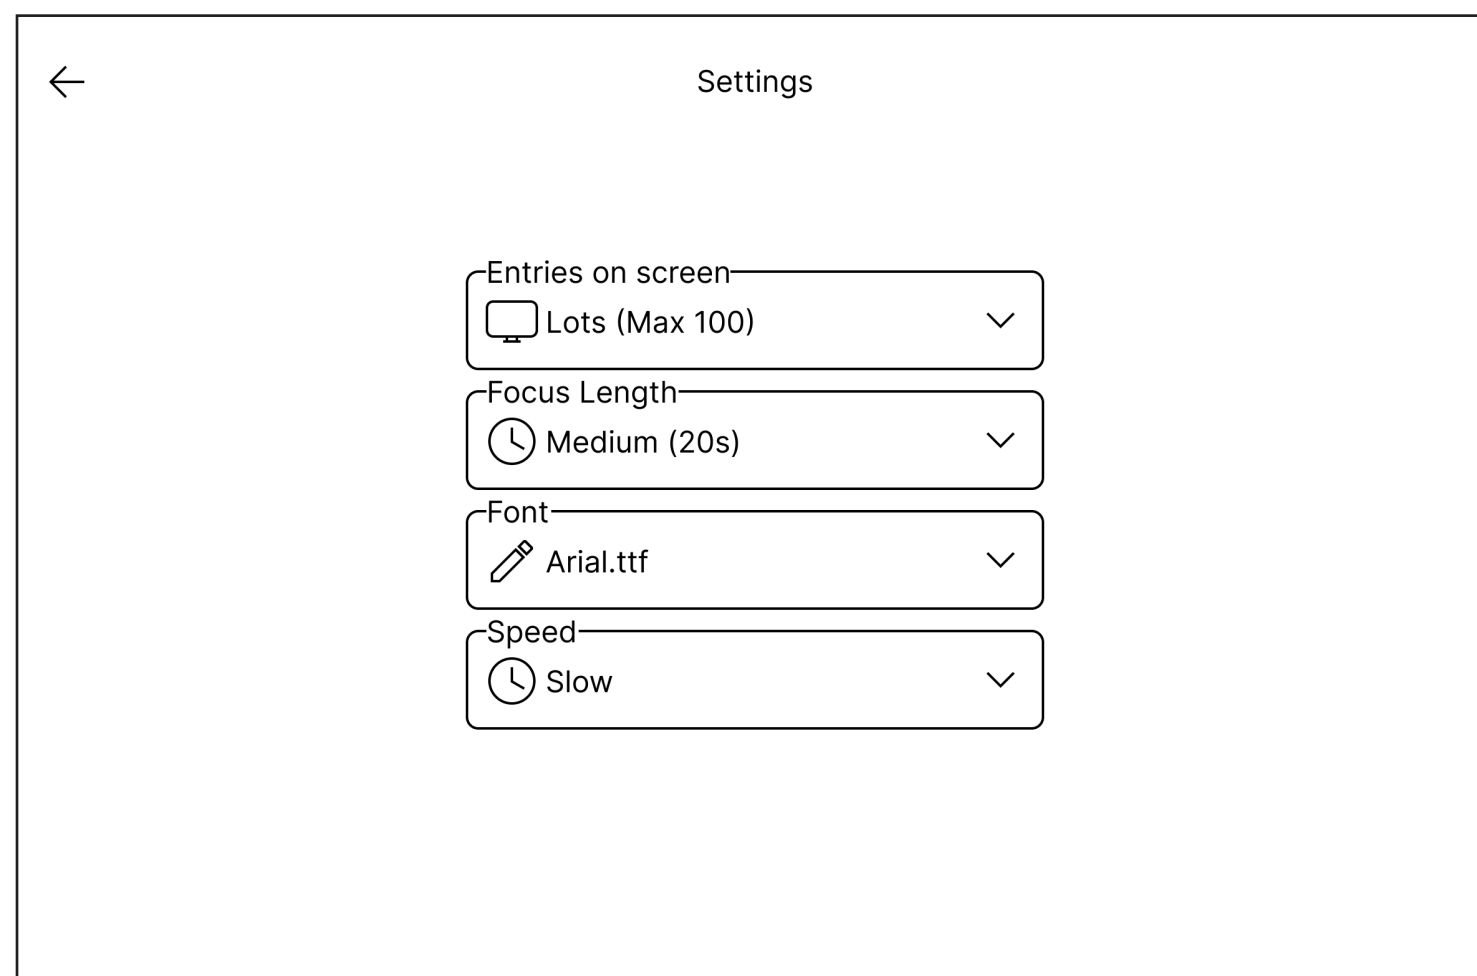 Settings
Entries on screen
Lots (Max 100)
Focus Length
Medium (20s)
Font
Arial.ttf
Speed
Slow